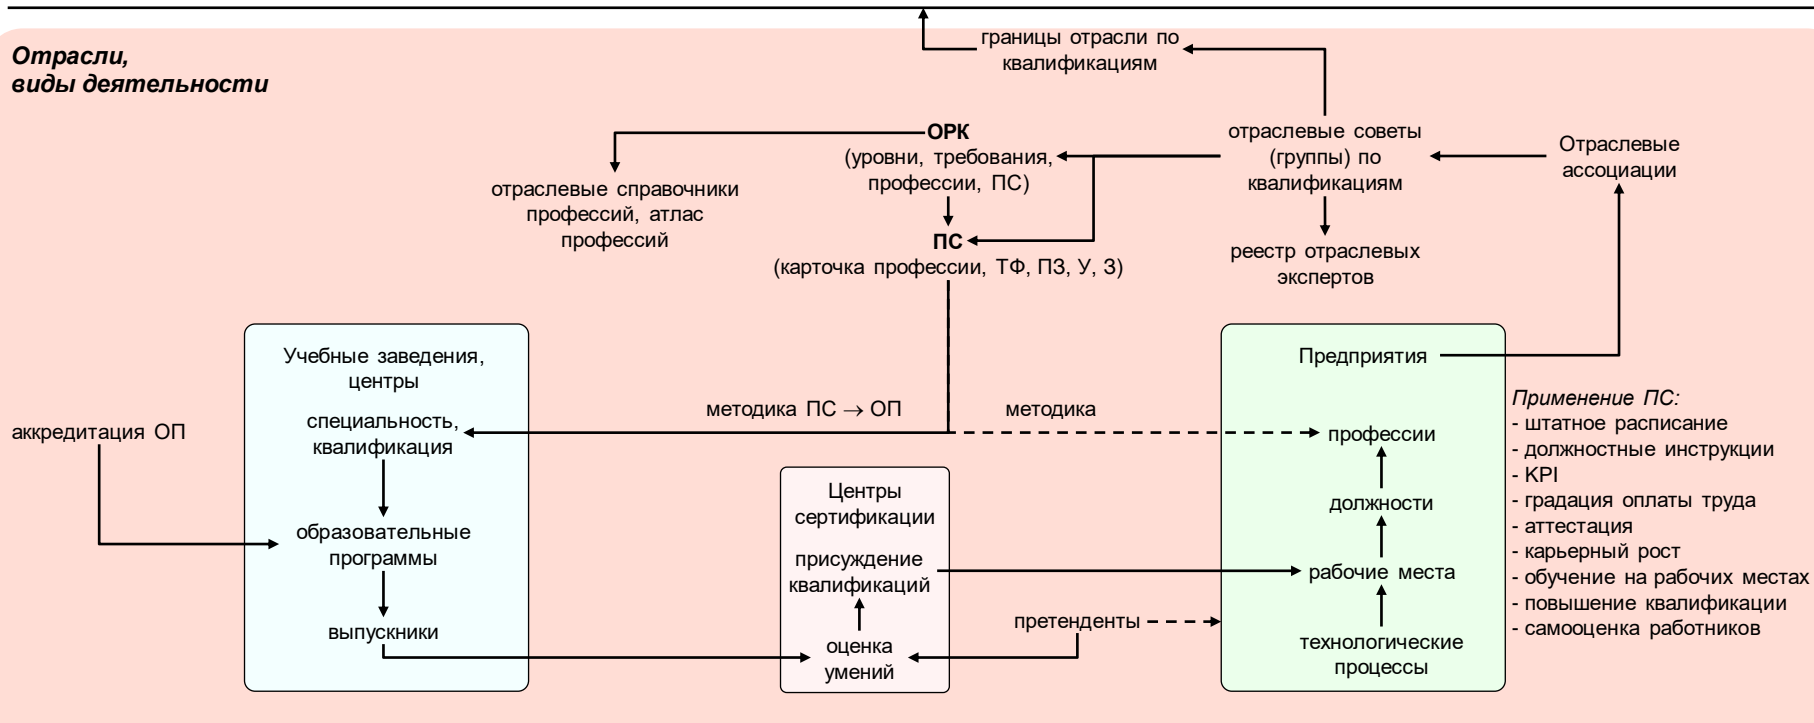 Отрасли,
виды деятельности
границы отрасли по
квалификациям
ОРК
(уровни, требования,
профессии, ПС)
отраслевые советы
(группы) по
квалификациям
Отраслевые
ассоциации
отраслевые справочники
профессий, атлас
профессий
ПС
(карточка профессии, ТФ, ПЗ, У, З)
реестр отраслевых
экспертов
Учебные заведения,
центры
специальность,
квалификация
образовательные
программы
выпускники
аккредитация ОП
методика ПС → ОП
методика
Центры
сертификации
присуждение
квалификаций
оценка
умений
претенденты
Предприятия
профессии
должности
рабочие места
технологические
процессы
Применение ПС:
- штатное расписание
- должностные инструкции
- KPI
- градация оплаты труда
- аттестация
- карьерный рост
- обучение на рабочих местах
- повышение квалификации
- самооценка работников